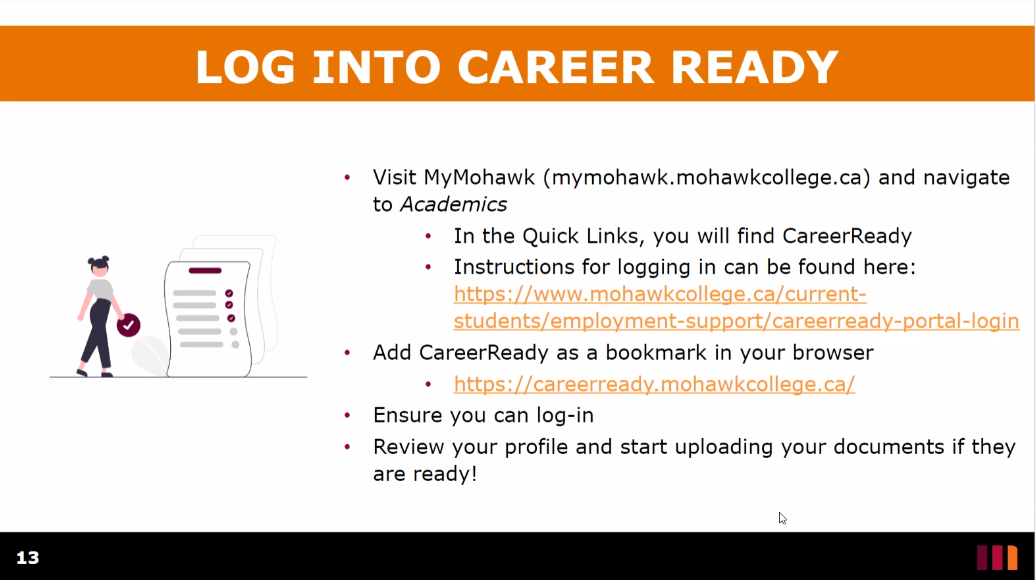 LOG INTO CAREER READY
• Visit MyMohawk (mymohawk.mohawkcollege.ca) and navigate
to Academics
• In the Quick Links, you will find CareerReady
• Instructions for logging in can be found here:
https://www.mohawkcollege.ca/current-
students/employment-support/careerready-portal-login
• Add CareerReady as a bookmark in your browser
• https://careerready.mohawkcollege.ca/
• Ensure you can log-in
• Review your profile and start uploading your documents if they
are ready!
13